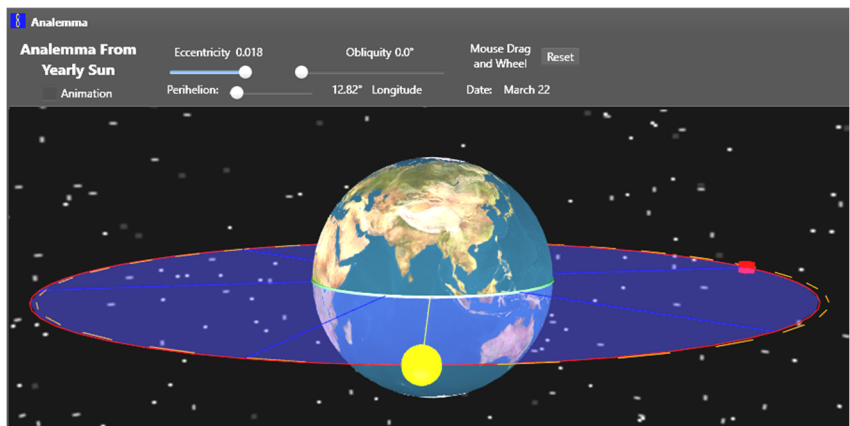 Analemma
Analemma From
Yearly Sun
Animation
Eccentricity 0.018
Obliquity 0.0°
Perihelion:
12.82° Longitude
Mouse Drag
and Wheel
Reset
Date: March 22